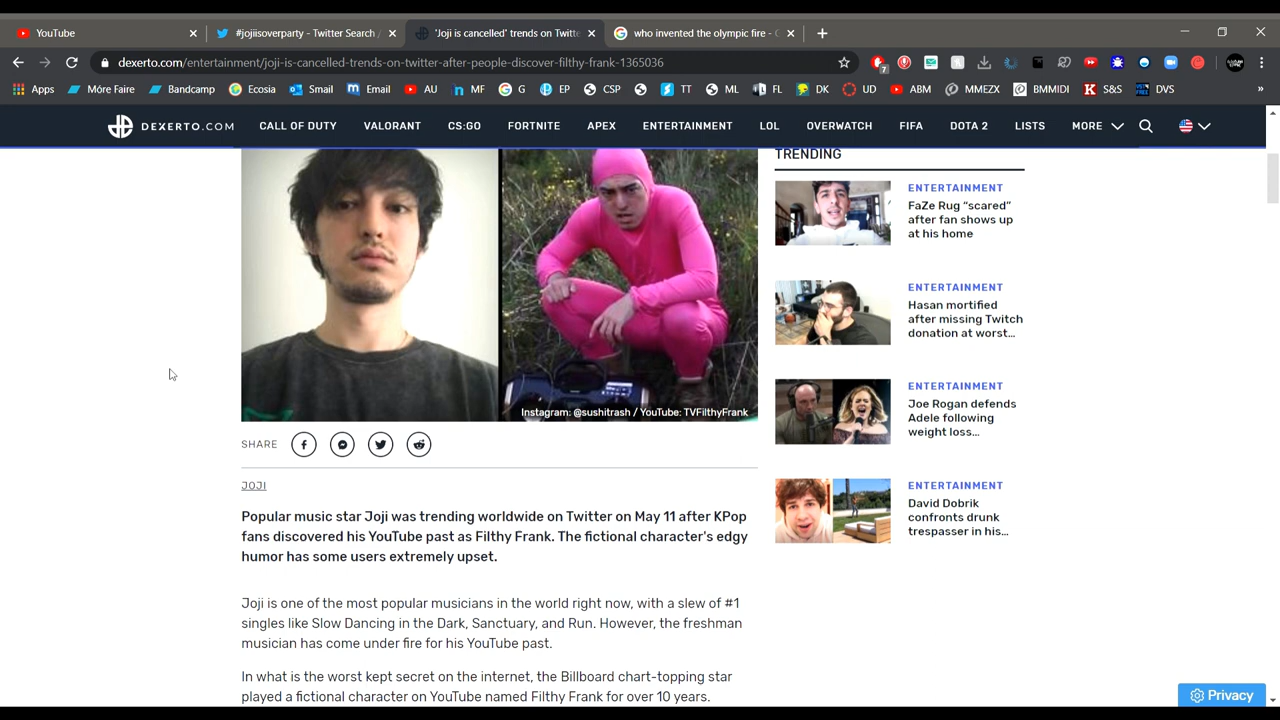 YouTube
#jojiisoverparty - Twitter Search /
'Joji is cancelled' trends on Twitte
who invented the olympic fire - G
dexerto.com/entertainment/joji-is-cancelled-trends-on-twitter-after-people-discover-filthy-frank-1365036
7
Apps
Móre Faire
Bandcamp
Ecosia
Smail
Email
AU
MF
G
EP
CSP
TT
ML
FL
DK
UD
ABM
MMEZX
BMMIDI
S&S
DVS
»
DEXERTO.COM
CALL OF DUTY
VALORANT
CS:GO
FORTNITE
APEX
ENTERTAINMENT
LOL
OVERWATCH
FIFA
DOTA 2
LISTS
MORE
TRENDING
ENTERTAINMENT
FaZe Rug “scared”
after fan shows up
at his home
ENTERTAINMENT
Hasan mortified
after missing Twitch
donation at worst...
ENTERTAINMENT
Joe Rogan defends
Adele following
weight loss...
ENTERTAINMENT
David Dobrik
confronts drunk
trespasser in his...
Instagram: @sushitrash / YouTube: TVFilthyFrank
SHARE
JOJI
Popular music star Joji was trending worldwide on Twitter on May 11 after KPop
fans discovered his YouTube past as Filthy Frank. The fictional character's edgy
humor has some users extremely upset.
Joji is one of the most popular musicians in the world right now, with a slew of #1
singles like Slow Dancing in the Dark, Sanctuary, and Run. However, the freshman
musician has come under fire for his YouTube past.
In what is the worst kept secret on the internet, the Billboard chart-topping star
played a fictional character on YouTube named Filthy Frank for over 10 years.
Privacy